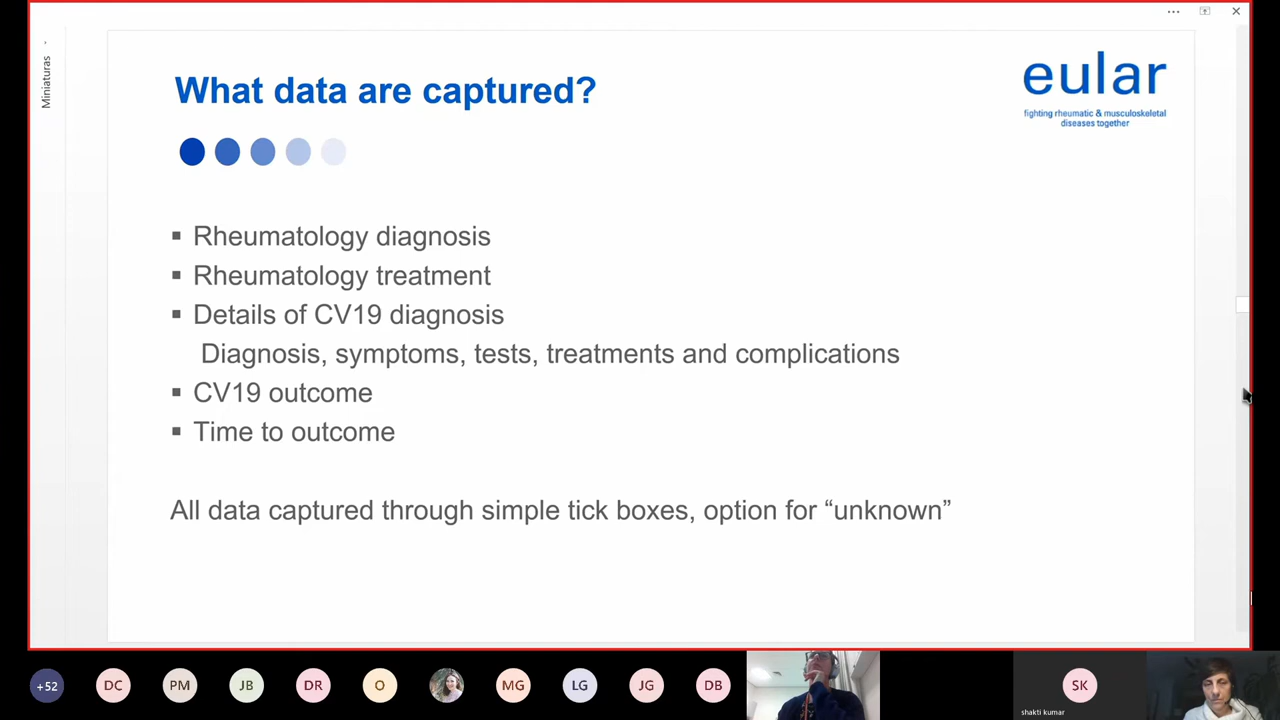 Miniaturas
What data are captured?
eular
fighting rheumatic & musculoskeletal
diseases together
▪ Rheumatology diagnosis
▪ Rheumatology treatment
▪ Details of CV19 diagnosis
Diagnosis, symptoms, tests, treatments and complications
▪ CV19 outcome
▪ Time to outcome
All data captured through simple tick boxes, option for “unknown”
+52
DC
PM
JB
DR
O
MG
LG
JG
DB
SK
shakti kumar